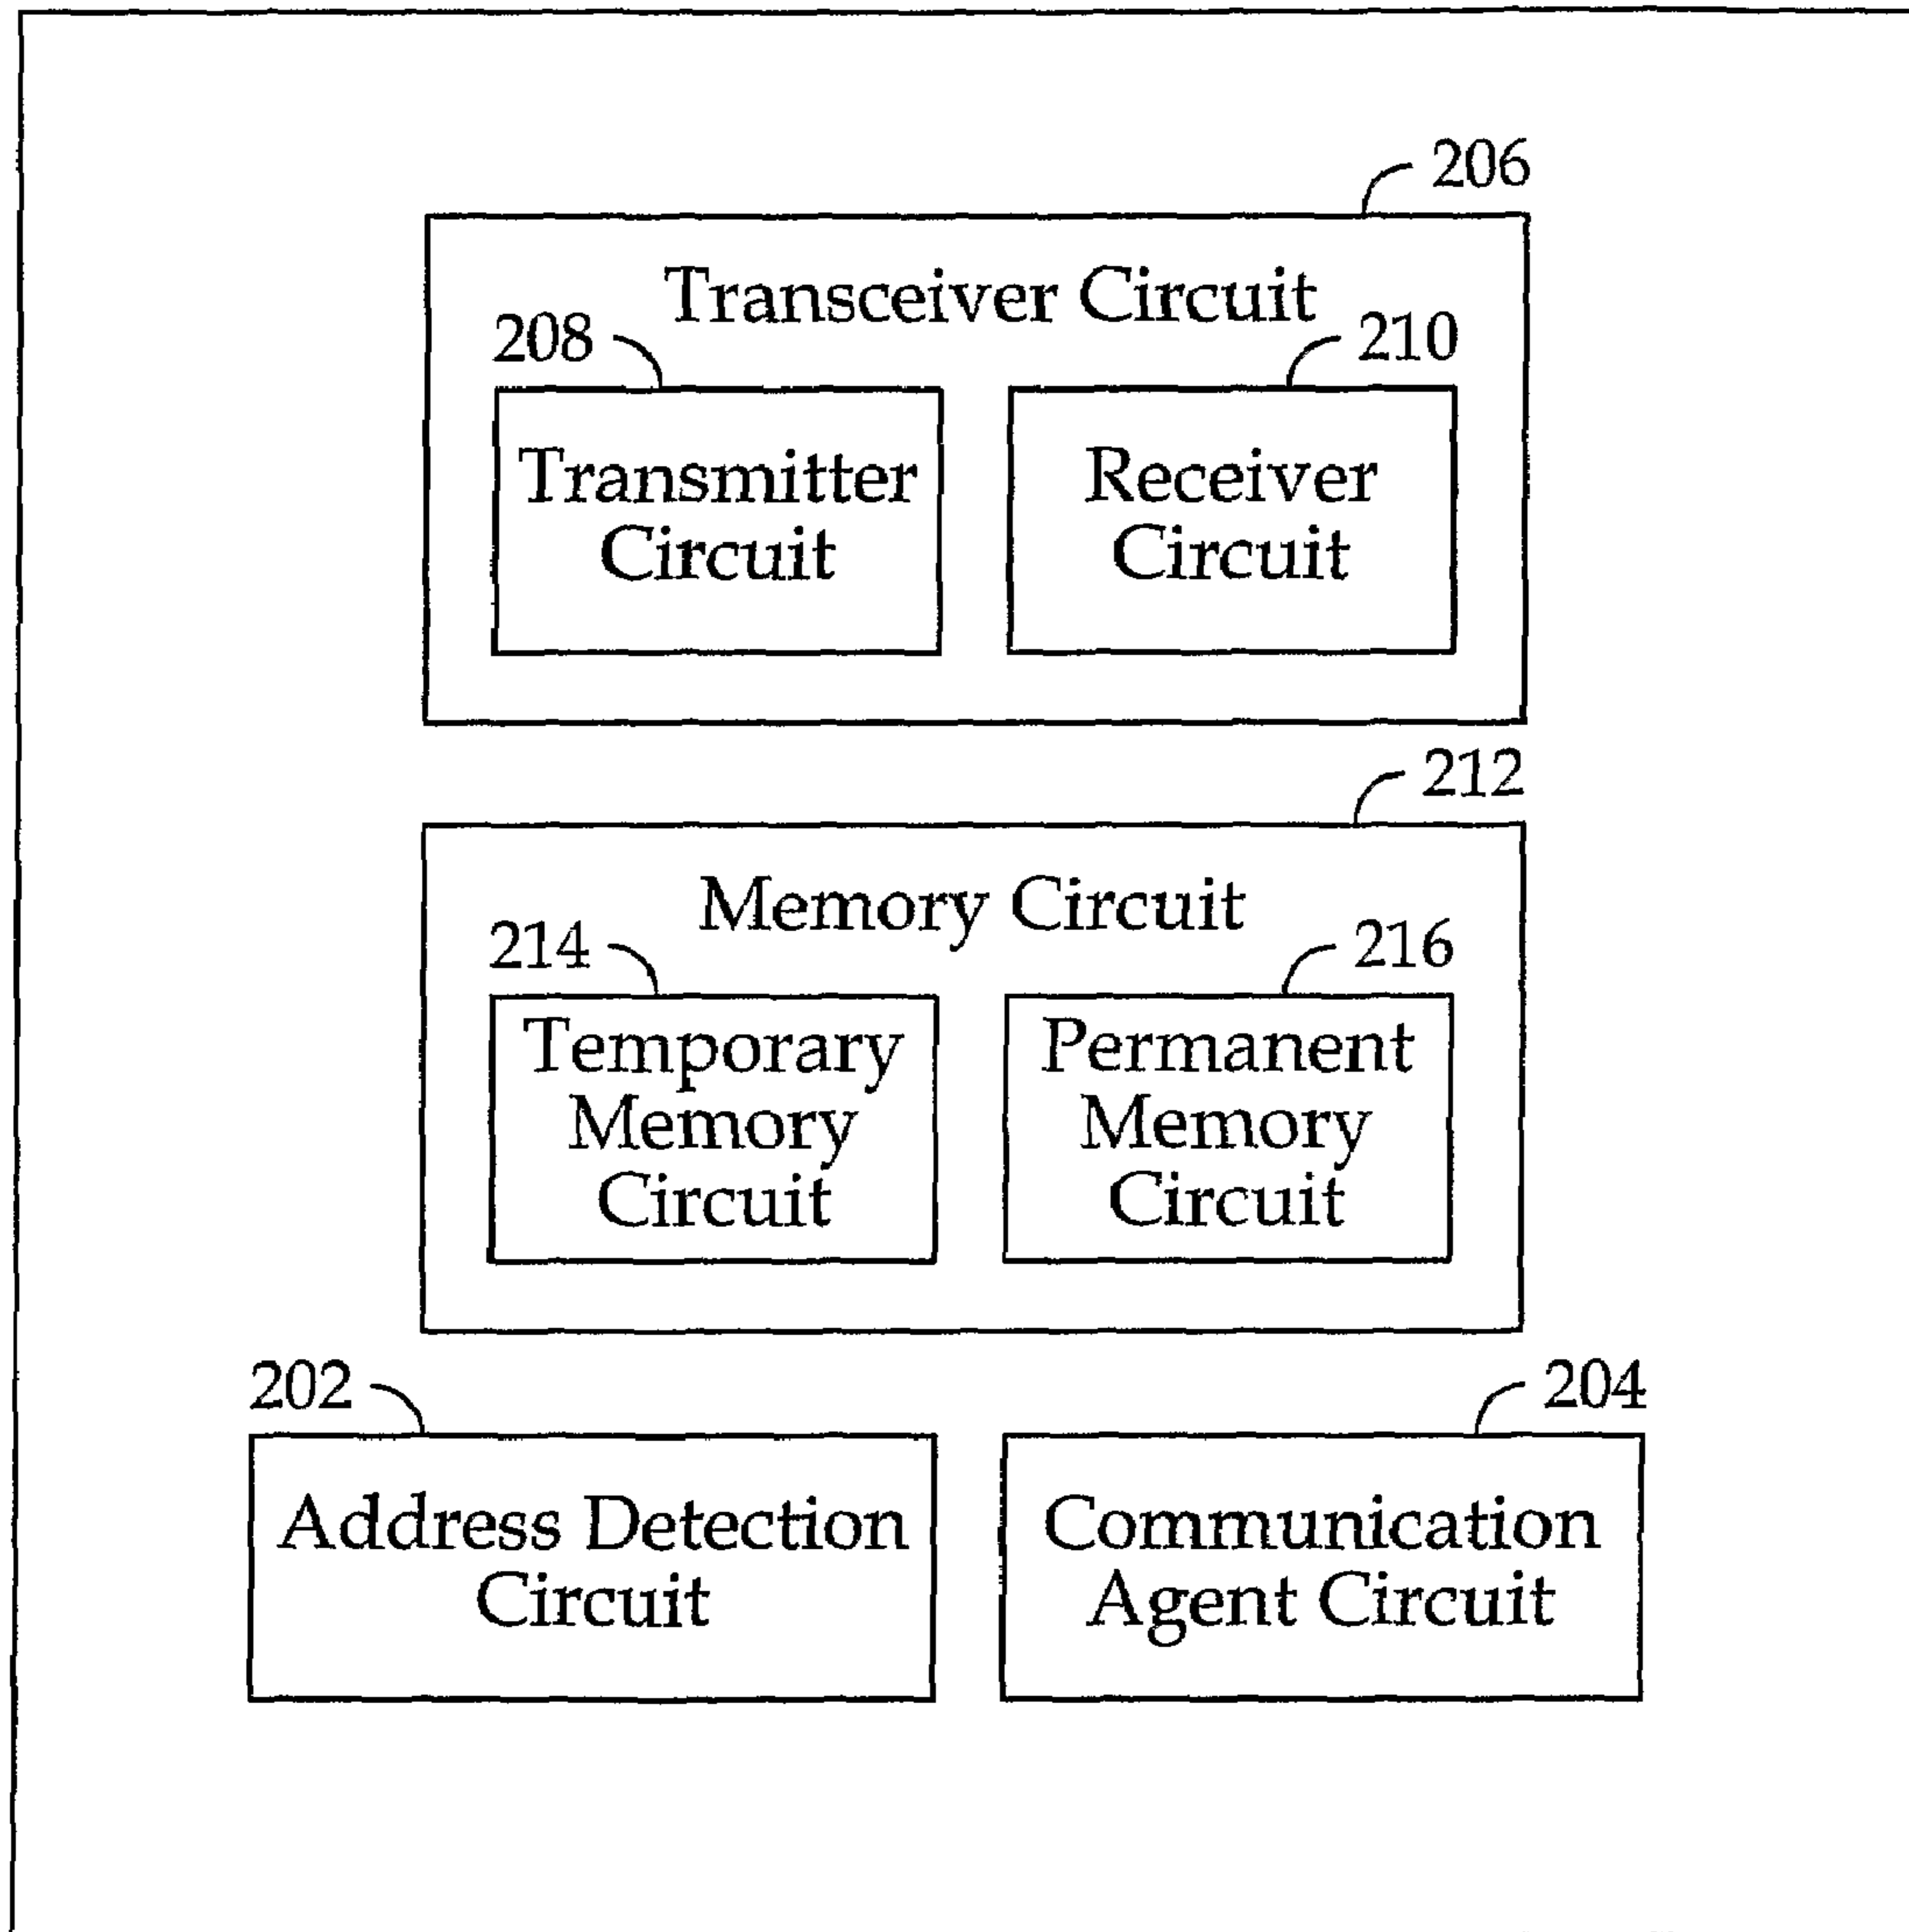 206
Transceiver Circuit
208
210
Transmitter
Circuit
Receiver
Circuit
212
Memory Circuit
214
216
Temporary
Memory
Circuit
Permanent
Memory
Circuit
202
204
Address Detection
Circuit
Communication
Agent Circuit